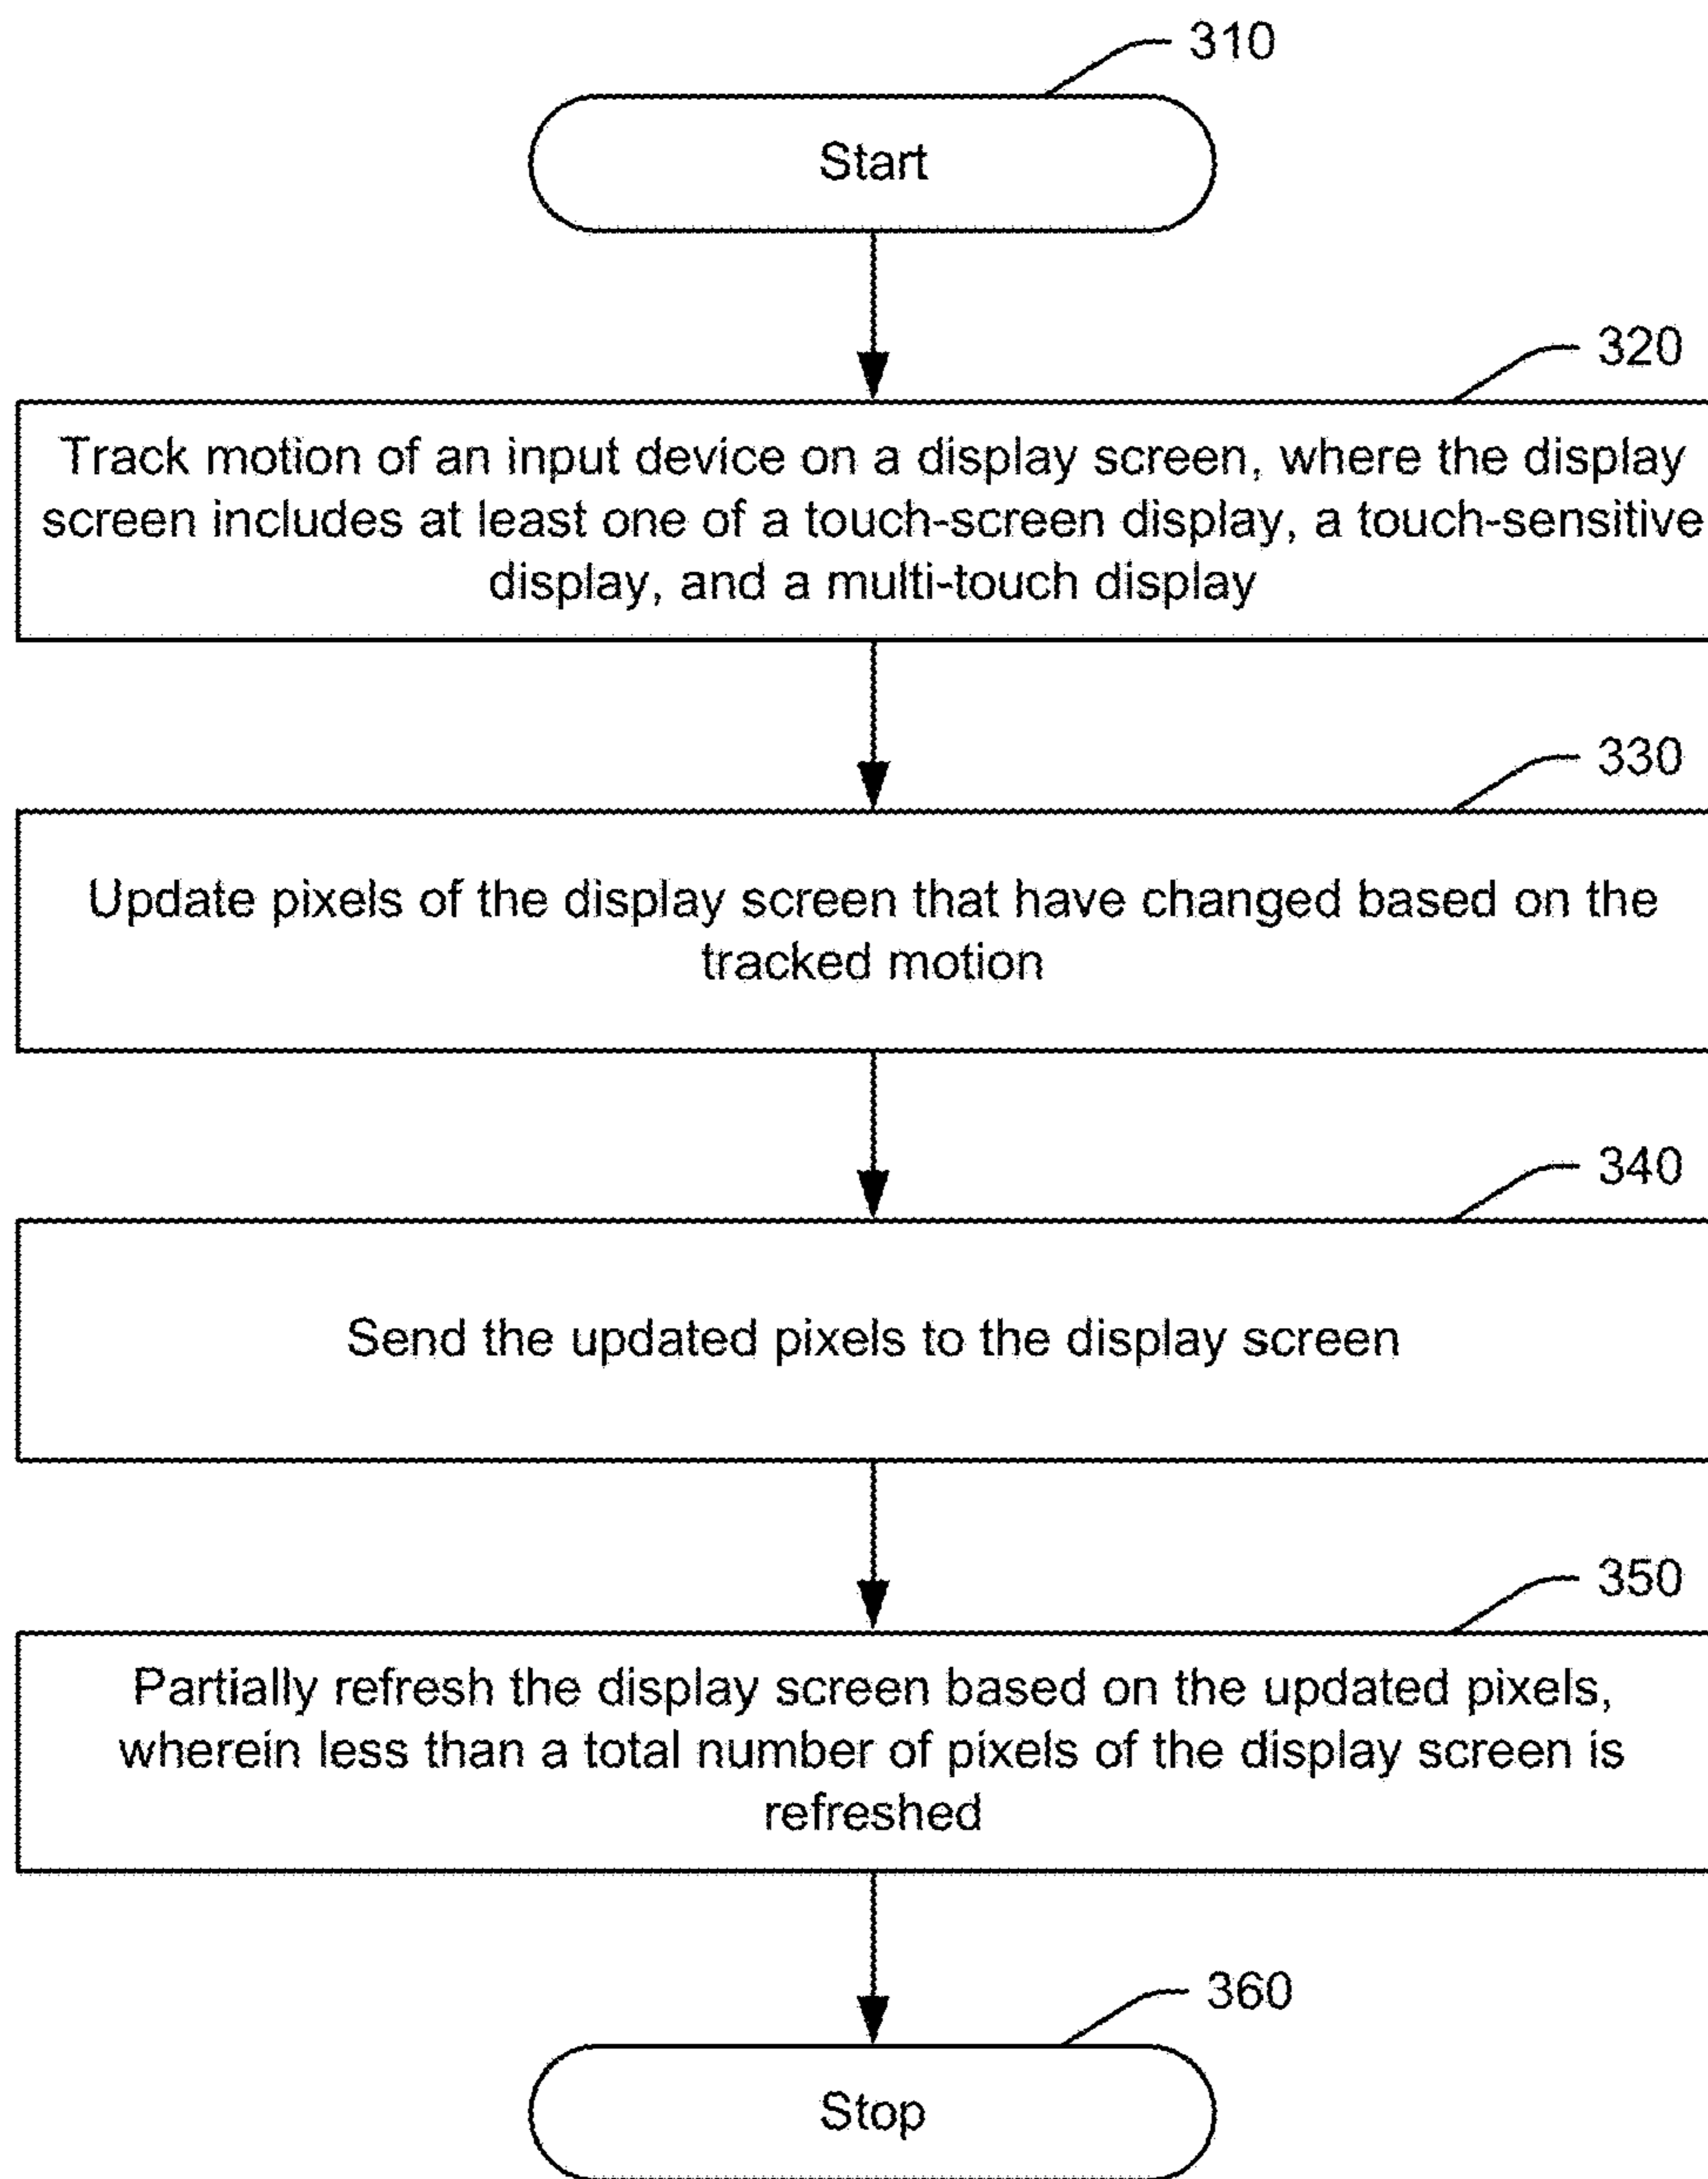 310
Start
320
Track motion of an input device on a display screen, where the display
screen includes at least one of a touch-screen display, a touch-sensitive
display, and a multi-touch display
330
Update pixels of the display screen that have changed based on the
tracked motion
340
Send the updated pixels to the display screen
350
Partially refresh the display screen based on the updated pixels,
wherein less than a total number of pixels of the display screen is
refreshed
360
Stop